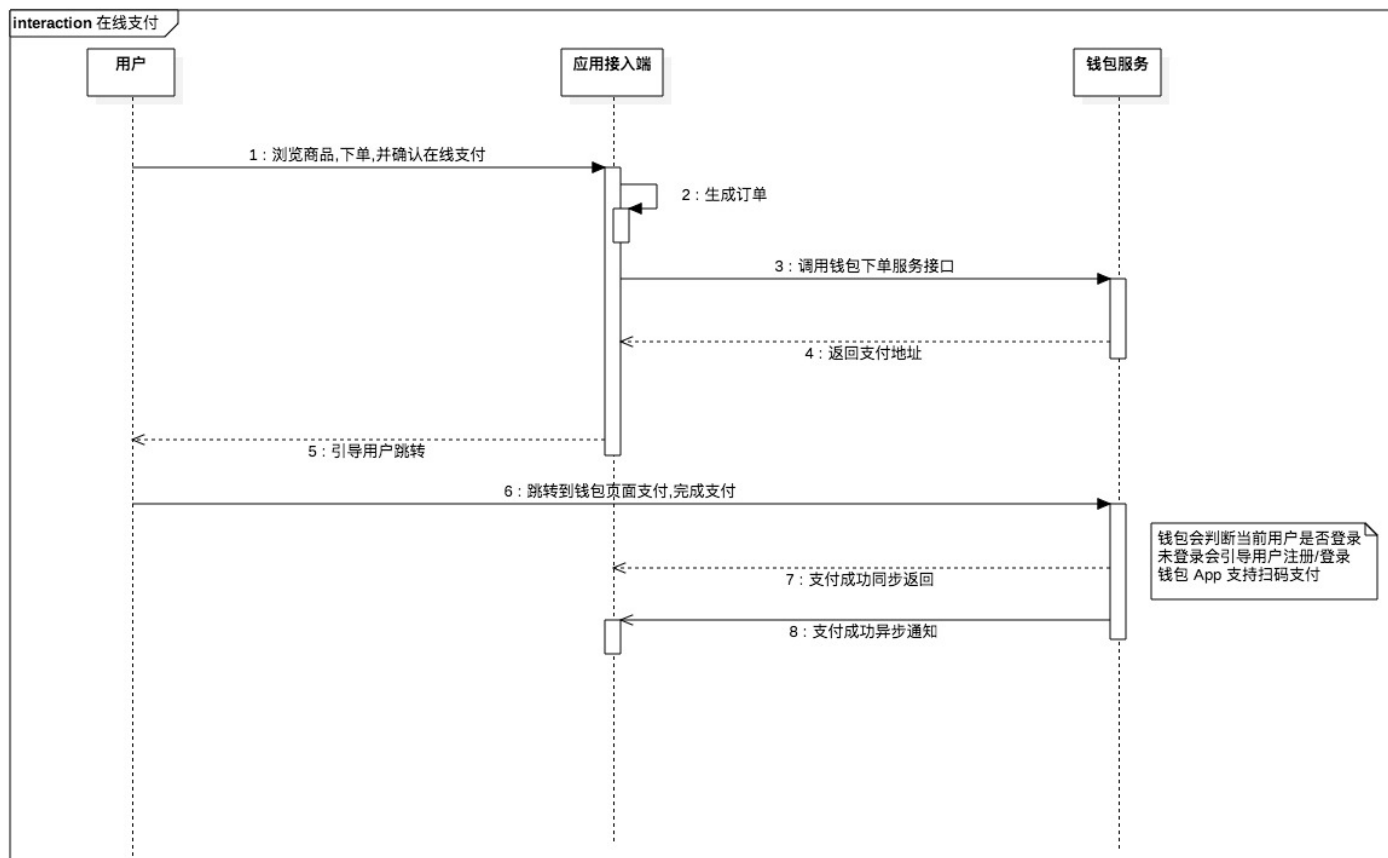 interaction 在线支付
用户
应用接入端
钱包服务
1 : 浏览商品,下单,并确认在线支付
2 : 生成订单
3 : 调用钱包下单服务接口
4 : 返回支付地址
5 : 引导用户跳转
6 : 跳转到钱包页面支付,完成支付
钱包会判断当前用户是否登录
未登录会引导用户注册/登录
钱包 App 支持扫码支付
7 : 支付成功同步返回
8 : 支付成功异步通知